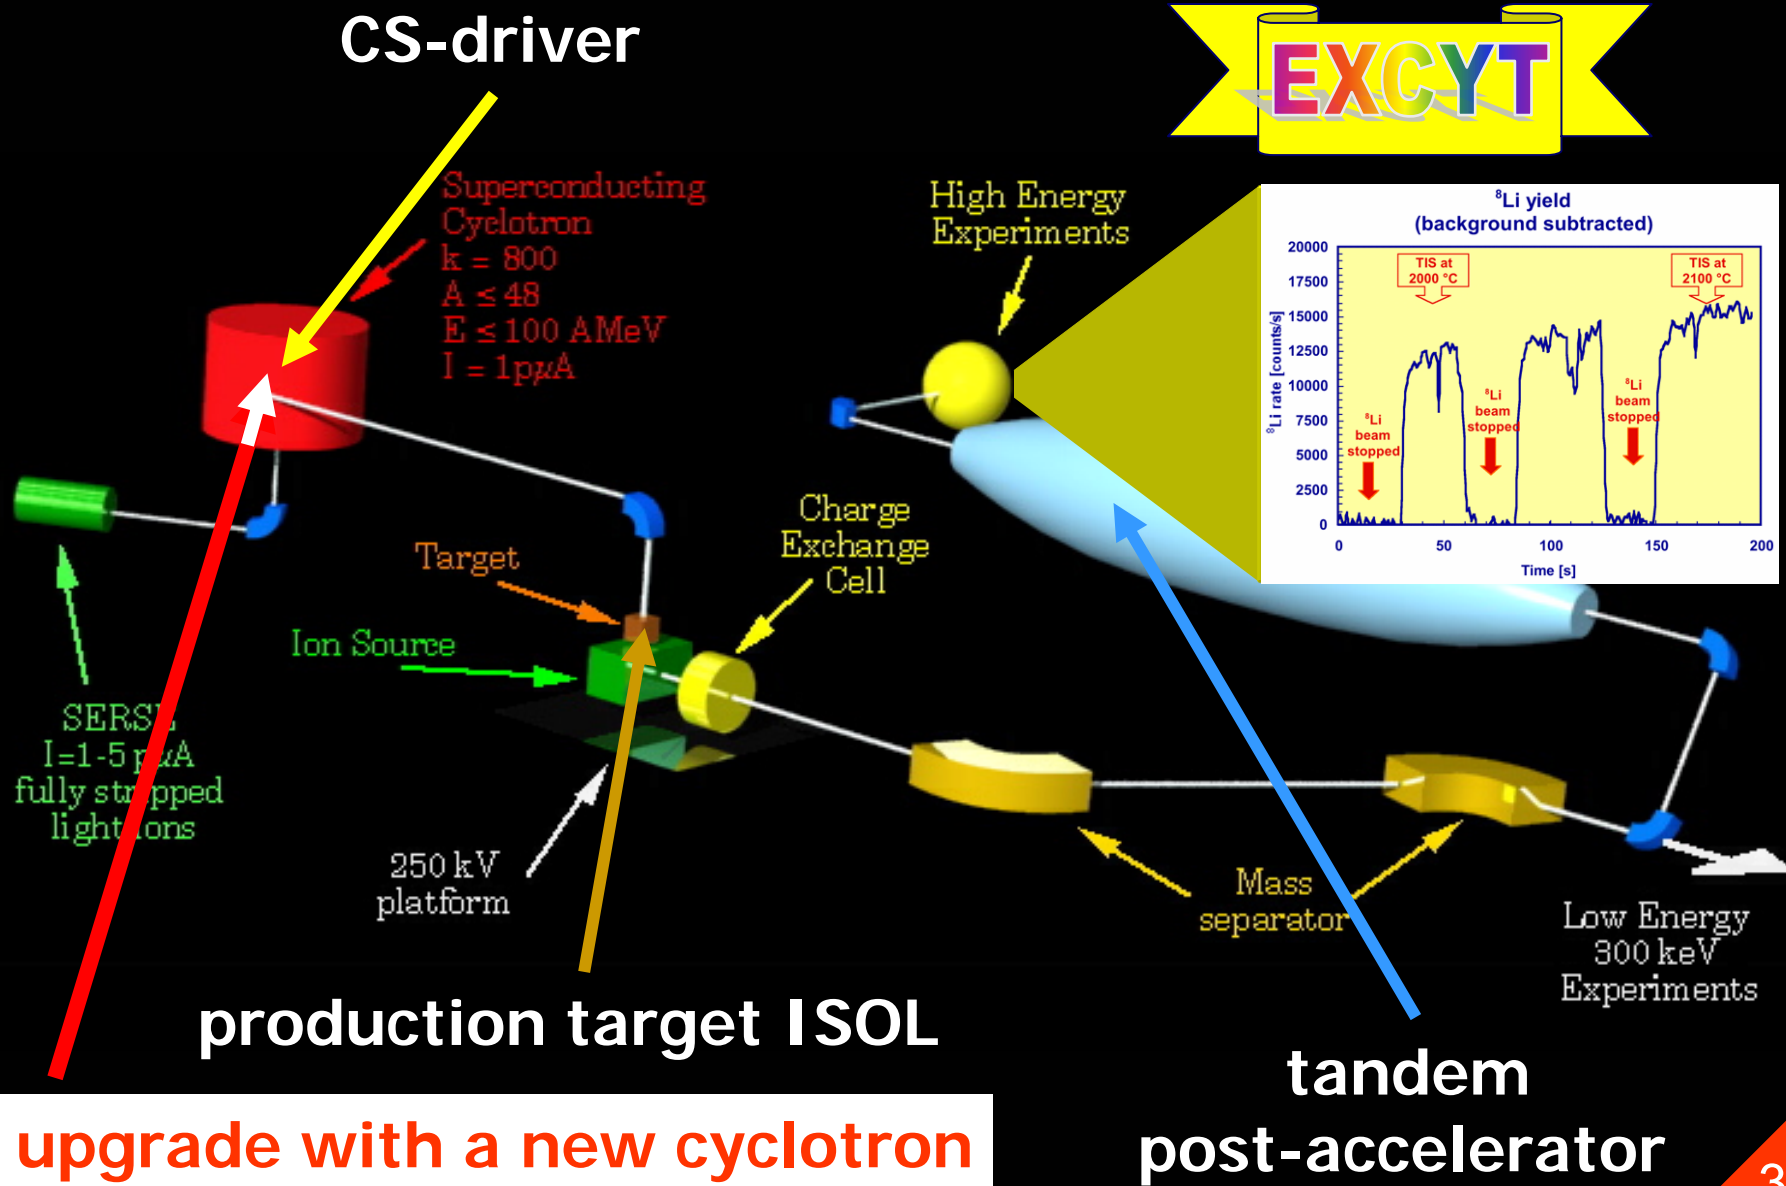 CS-driver
EXCYT
Superconducting
Cyclotron
k = 800
A ≤ 48
E ≤ 100 AMeV
I = 1pμA
High Energy
Experiments
⁸Li yield
(background subtracted)
⁸Li rate [counts/s]
20000
17500
15000
12500
10000
7500
5000
2500
0
TIS at
2000 °C
TIS at
2100 °C
⁸Li
beam
stopped
⁸Li
beam
stopped
⁸Li
beam
stopped
0 50 100 150 200
Time [s]
Charge
Exchange
Cell
Target
Ion Source
SERSE
I=1-5 pμA
fully stripped
light ions
250 kV
platform
Mass
separator
Low Energy
300 keV
Experiments
production target ISOL
tandem
post-accelerator
upgrade with a new cyclotron
3